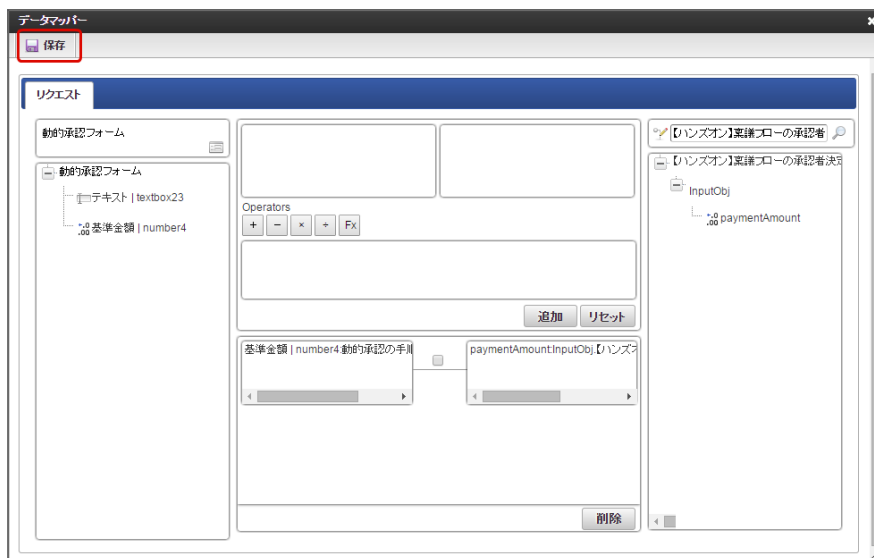 データマッパー
保存
リクエスト
動的承認フォーム
動的承認フォーム
テキスト | textbox23
基準金額 | number4
Operators
+ − × ÷ Fx
追加 リセット
基準金額 | number4:動的承認の手順
paymentAmount:InputObj.【ハンズオ
削除
【ハンズオン】稟議フローの承認者
【ハンズオン】稟議フローの承認者決定
InputObj
paymentAmount